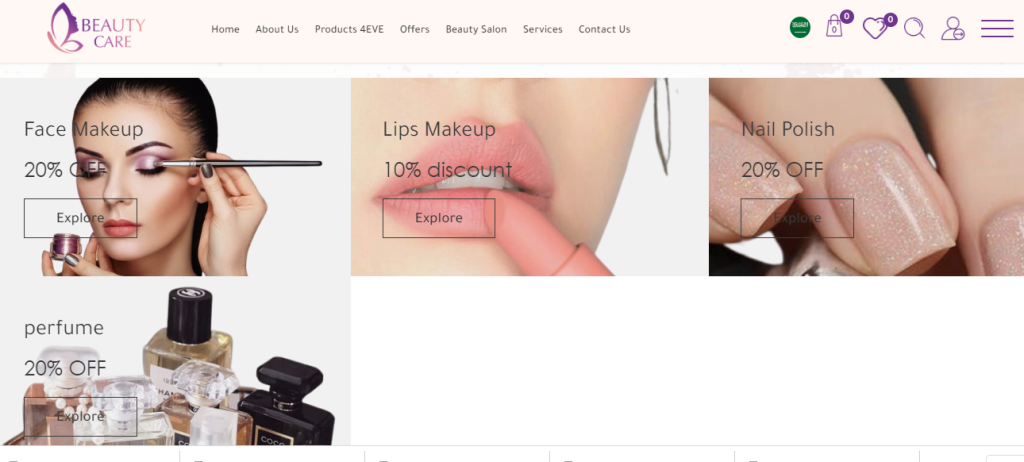 BEAUTY
CARE
Home
About Us
Products 4EVE
Offers
Beauty Salon
Services
Contact Us
0
0
0
Face Makeup
20% OFF
Explore
Lips Makeup
10% discount
Explore
Nail Polish
20% OFF
Explore
perfume
20% OFF
Explore
COCO